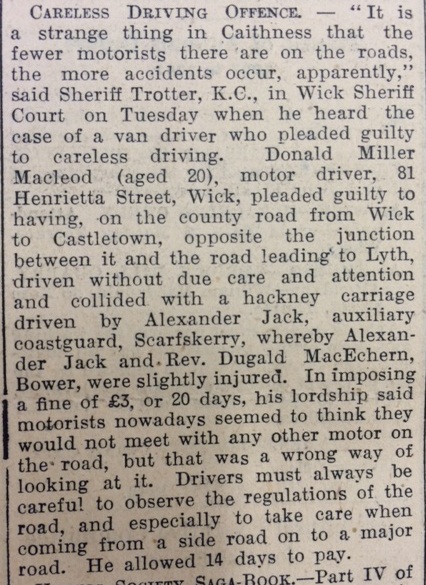 CARELESS DRIVING OFFENCE. — "It is
a strange thing in Caithness that the
fewer motorists there are on the roads,
the more accidents occur, apparently,"
said Sheriff Trotter, K.C., in Wick Sheriff
Court on Tuesday when he heard the
case of a van driver who pleaded guilty
to careless driving. Donald Miller
Macleod (aged 20), motor driver, 81
Henrietta Street, Wick, pleaded guilty to
having, on the county road from Wick
to Castletown, opposite the junction
between it and the road leading to Lyth,
driven without due care and attention
and collided with a hackney carriage
driven by Alexander Jack, auxiliary
coastguard, Scarfskerry, whereby Alexan-
der Jack and Rev. Dugald MacEchern,
Bower, were slightly injured. In imposing
a fine of £3, or 20 days, his lordship said
motorists nowadays seemed to think they
would not meet with any other motor on
the road, but that was a wrong way of
looking at it. Drivers must always be
careful to observe the regulations of the
road, and especially to take care when
coming from a side road on to a major
road. He allowed 14 days to pay.
SOCIETY SAGA-BOOK.—Part IV of